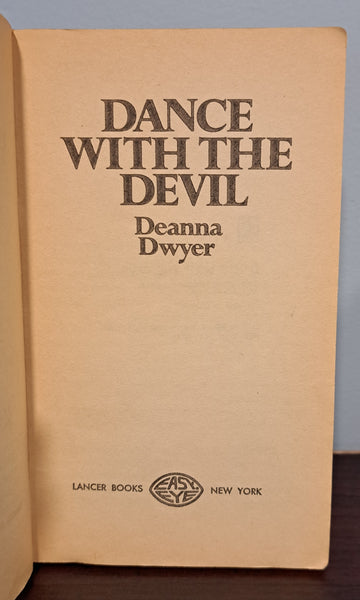 DANCE
WITH THE
DEVIL
Deanna
Dwyer
LANCER BOOKS EASY EYE NEW YORK